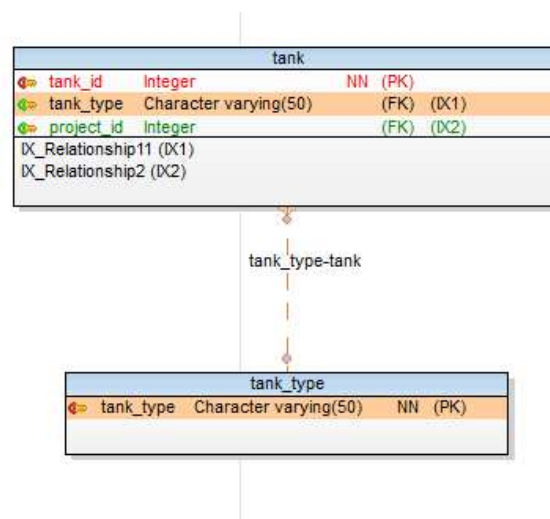 tank
tank_id Integer NN (PK)
tank_type Character varying(50) (FK) (IX1)
project_id Integer (FK) (IX2)
IX_Relationship11 (IX1)
IX_Relationship2 (IX2)
tank_type-tank
tank_type
tank_type Character varying(50) NN (PK)